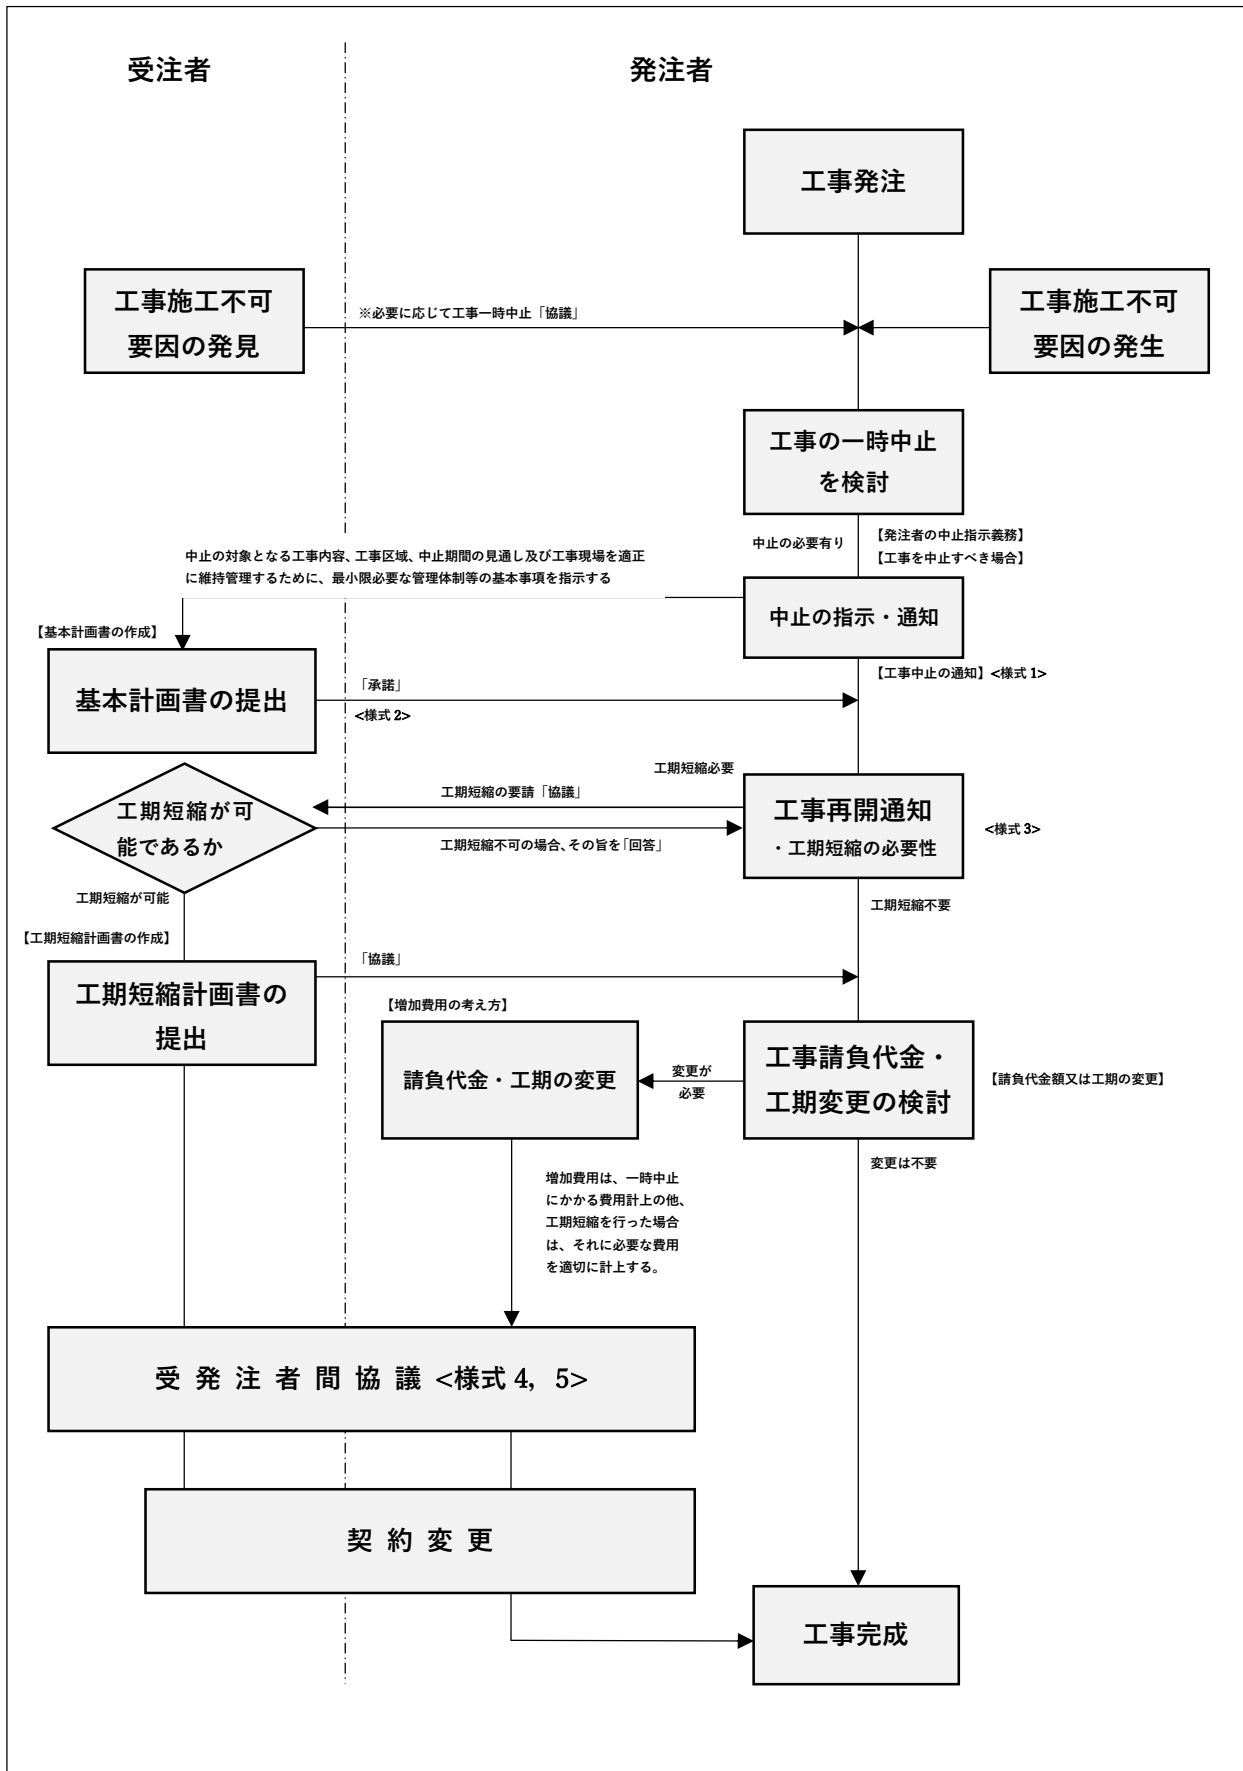 受注者
発注者
工事発注
工事施工不可
要因の発見
※必要に応じて工事一時中止「協議」
工事施工不可
要因の発生
工事の一時中止
を検討
中止の必要有り
【発注者の中止指示義務】
【工事を中止すべき場合】
中止の対象となる工事内容、工事区域、中止期間の見通し及び工事現場を適正
に維持管理するために、最小限必要な管理体制等の基本事項を指示する
中止の指示・通知
【基本計画書の作成】
【工事中止の通知】<様式1>
基本計画書の提出
「承諾」
<様式2>
工期短縮必要
工期短縮の要請「協議」
工期短縮が可
能であるか
工事再開通知
・工期短縮の必要性
<様式3>
工期短縮不可の場合、その旨を「回答」
工期短縮が可能
工期短縮不要
【工期短縮計画書の作成】
「協議」
工期短縮計画書の
提出
【増加費用の考え方】
請負代金・工期の変更
変更が
必要
工事請負代金・
工期変更の検討
【請負代金額又は工期の変更】
変更は不要
増加費用は、一時中止
にかかる費用計上の他、
工期短縮を行った場合
は、それに必要な費用
を適切に計上する。
受発注者間協議<様式4, 5>
契約変更
工事完成